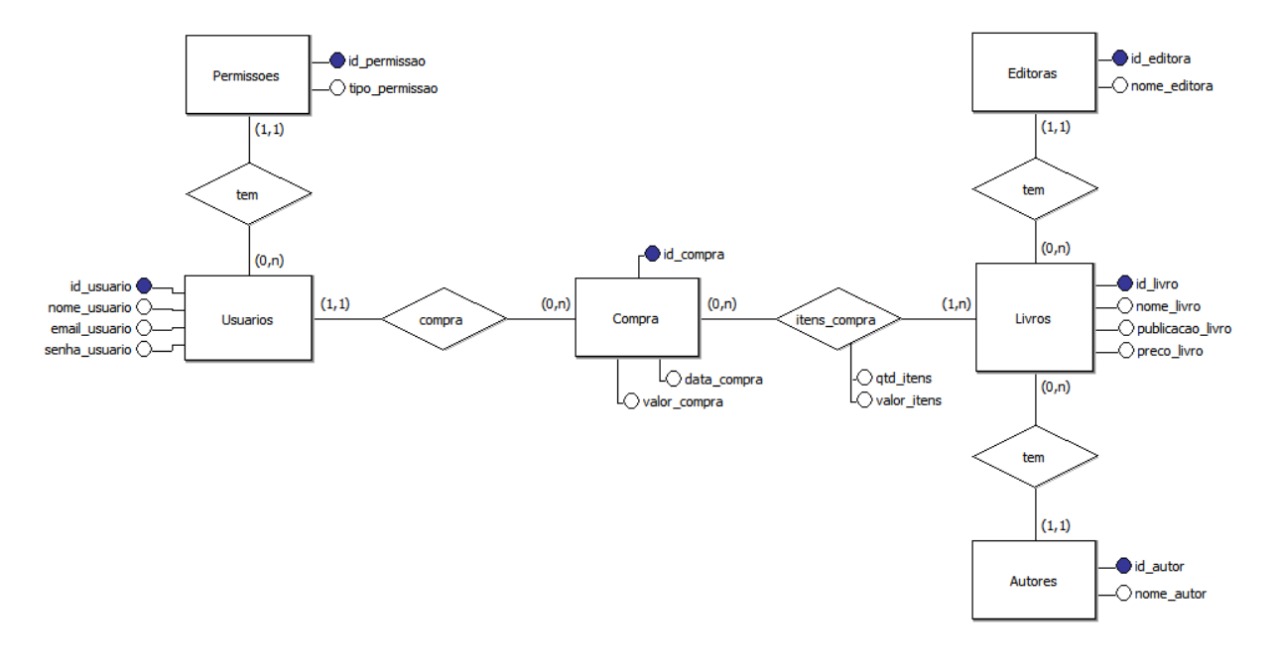 Permissoes
id_permissao
tipo_permissao
(1,1)
tem
(0,n)
id_usuario
nome_usuario
email_usuario
senha_usuario
Usuarios
(1,1)
compra
(0,n)
id_compra
Compra
data_compra
valor_compra
(0,n)
itens_compra
qtd_itens
valor_itens
(1,n)
Editoras
id_editora
nome_editora
(1,1)
tem
(0,n)
Livros
id_livro
nome_livro
publicacao_livro
preco_livro
(0,n)
tem
(1,1)
Autores
id_autor
nome_autor